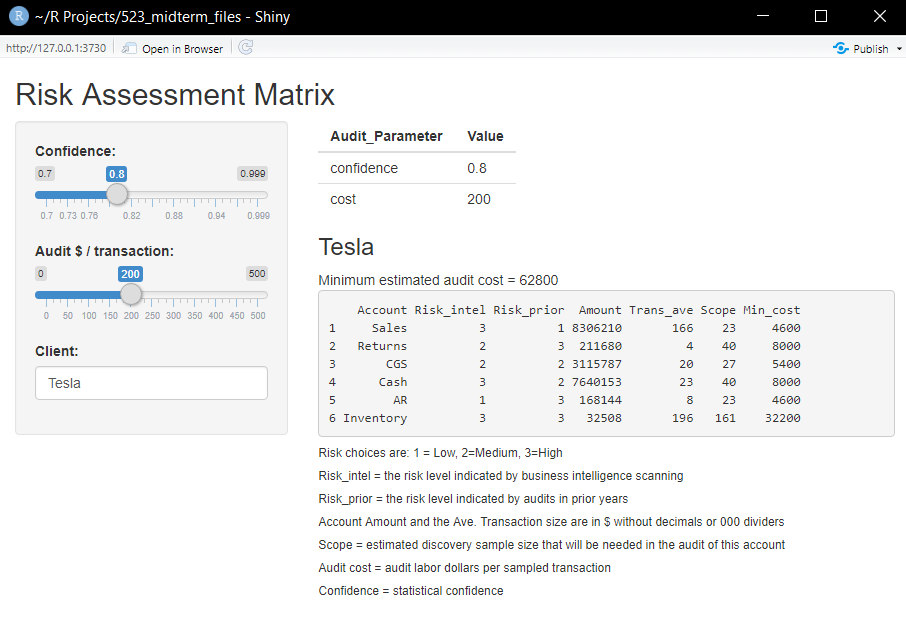 R ~/R Projects/523_midterm_files - Shiny
http://127.0.0.1:3730 Open in Browser Publish
Risk Assessment Matrix
Confidence:
0.7 0.8 0.999
0.7 0.73 0.76 0.82 0.88 0.94 0.999
Audit $ / transaction:
0 200 500
0 50 100 150 200 250 300 350 400 450 500
Client:
Tesla
Audit_Parameter Value
confidence 0.8
cost 200
Tesla
Minimum estimated audit cost = 62800
Account Risk_intel Risk_prior Amount Trans_ave Scope Min_cost
1 Sales 3 1 8306210 166 23 4600
2 Returns 2 3 211680 4 40 8000
3 CGS 2 2 3115787 20 27 5400
4 Cash 3 2 7640153 23 40 8000
5 AR 1 3 168144 8 23 4600
6 Inventory 3 3 32508 196 161 32200
Risk choices are: 1 = Low, 2=Medium, 3=High
Risk_intel = the risk level indicated by business intelligence scanning
Risk_prior = the risk level indicated by audits in prior years
Account Amount and the Ave. Transaction size are in $ without decimals or 000 dividers
Scope = estimated discovery sample size that will be needed in the audit of this account
Audit cost = audit labor dollars per sampled transaction
Confidence = statistical confidence